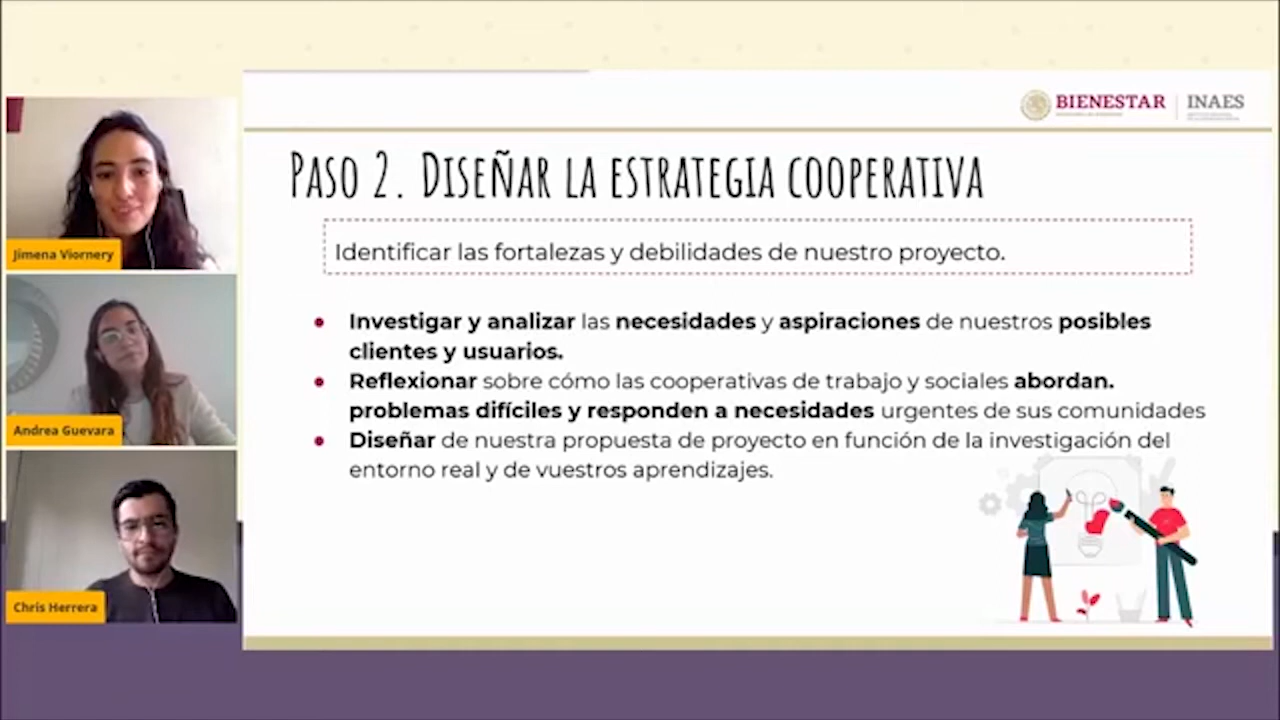 BIENESTAR
INAES
PASO 2. DISEÑAR LA ESTRATEGIA COOPERATIVA
Identificar las fortalezas y debilidades de nuestro proyecto.
Investigar y analizar las necesidades y aspiraciones de nuestros posibles
clientes y usuarios.
Reflexionar sobre cómo las cooperativas de trabajo y sociales abordan.
problemas difíciles y responden a necesidades urgentes de sus comunidades
Diseñar de nuestra propuesta de proyecto en función de la investigación del
entorno real y de vuestros aprendizajes.
Jimena Viornery
Andrea Guevara
Chris Herrera